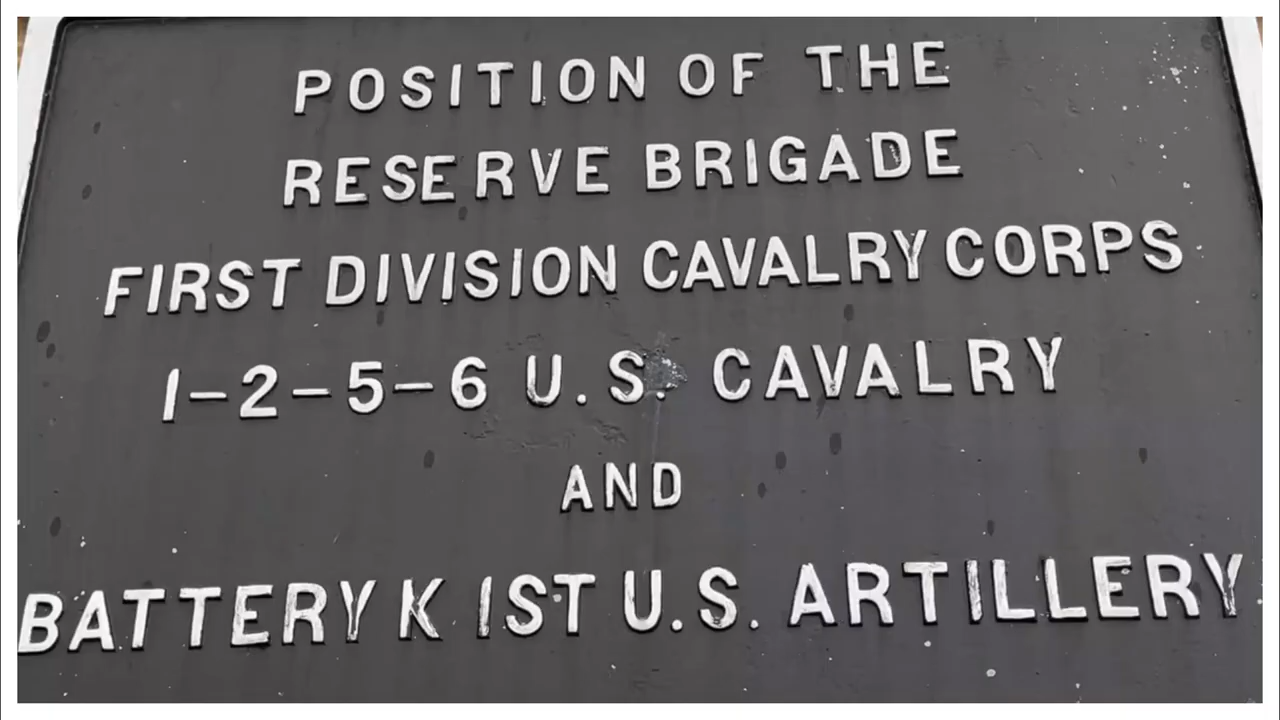 POSITION OF THE
RESERVE BRIGADE
FIRST DIVISION CAVALRY CORPS
1-2-5-6 U.S. CAVALRY
AND
BATTERY K 1ST U.S. ARTILLERY